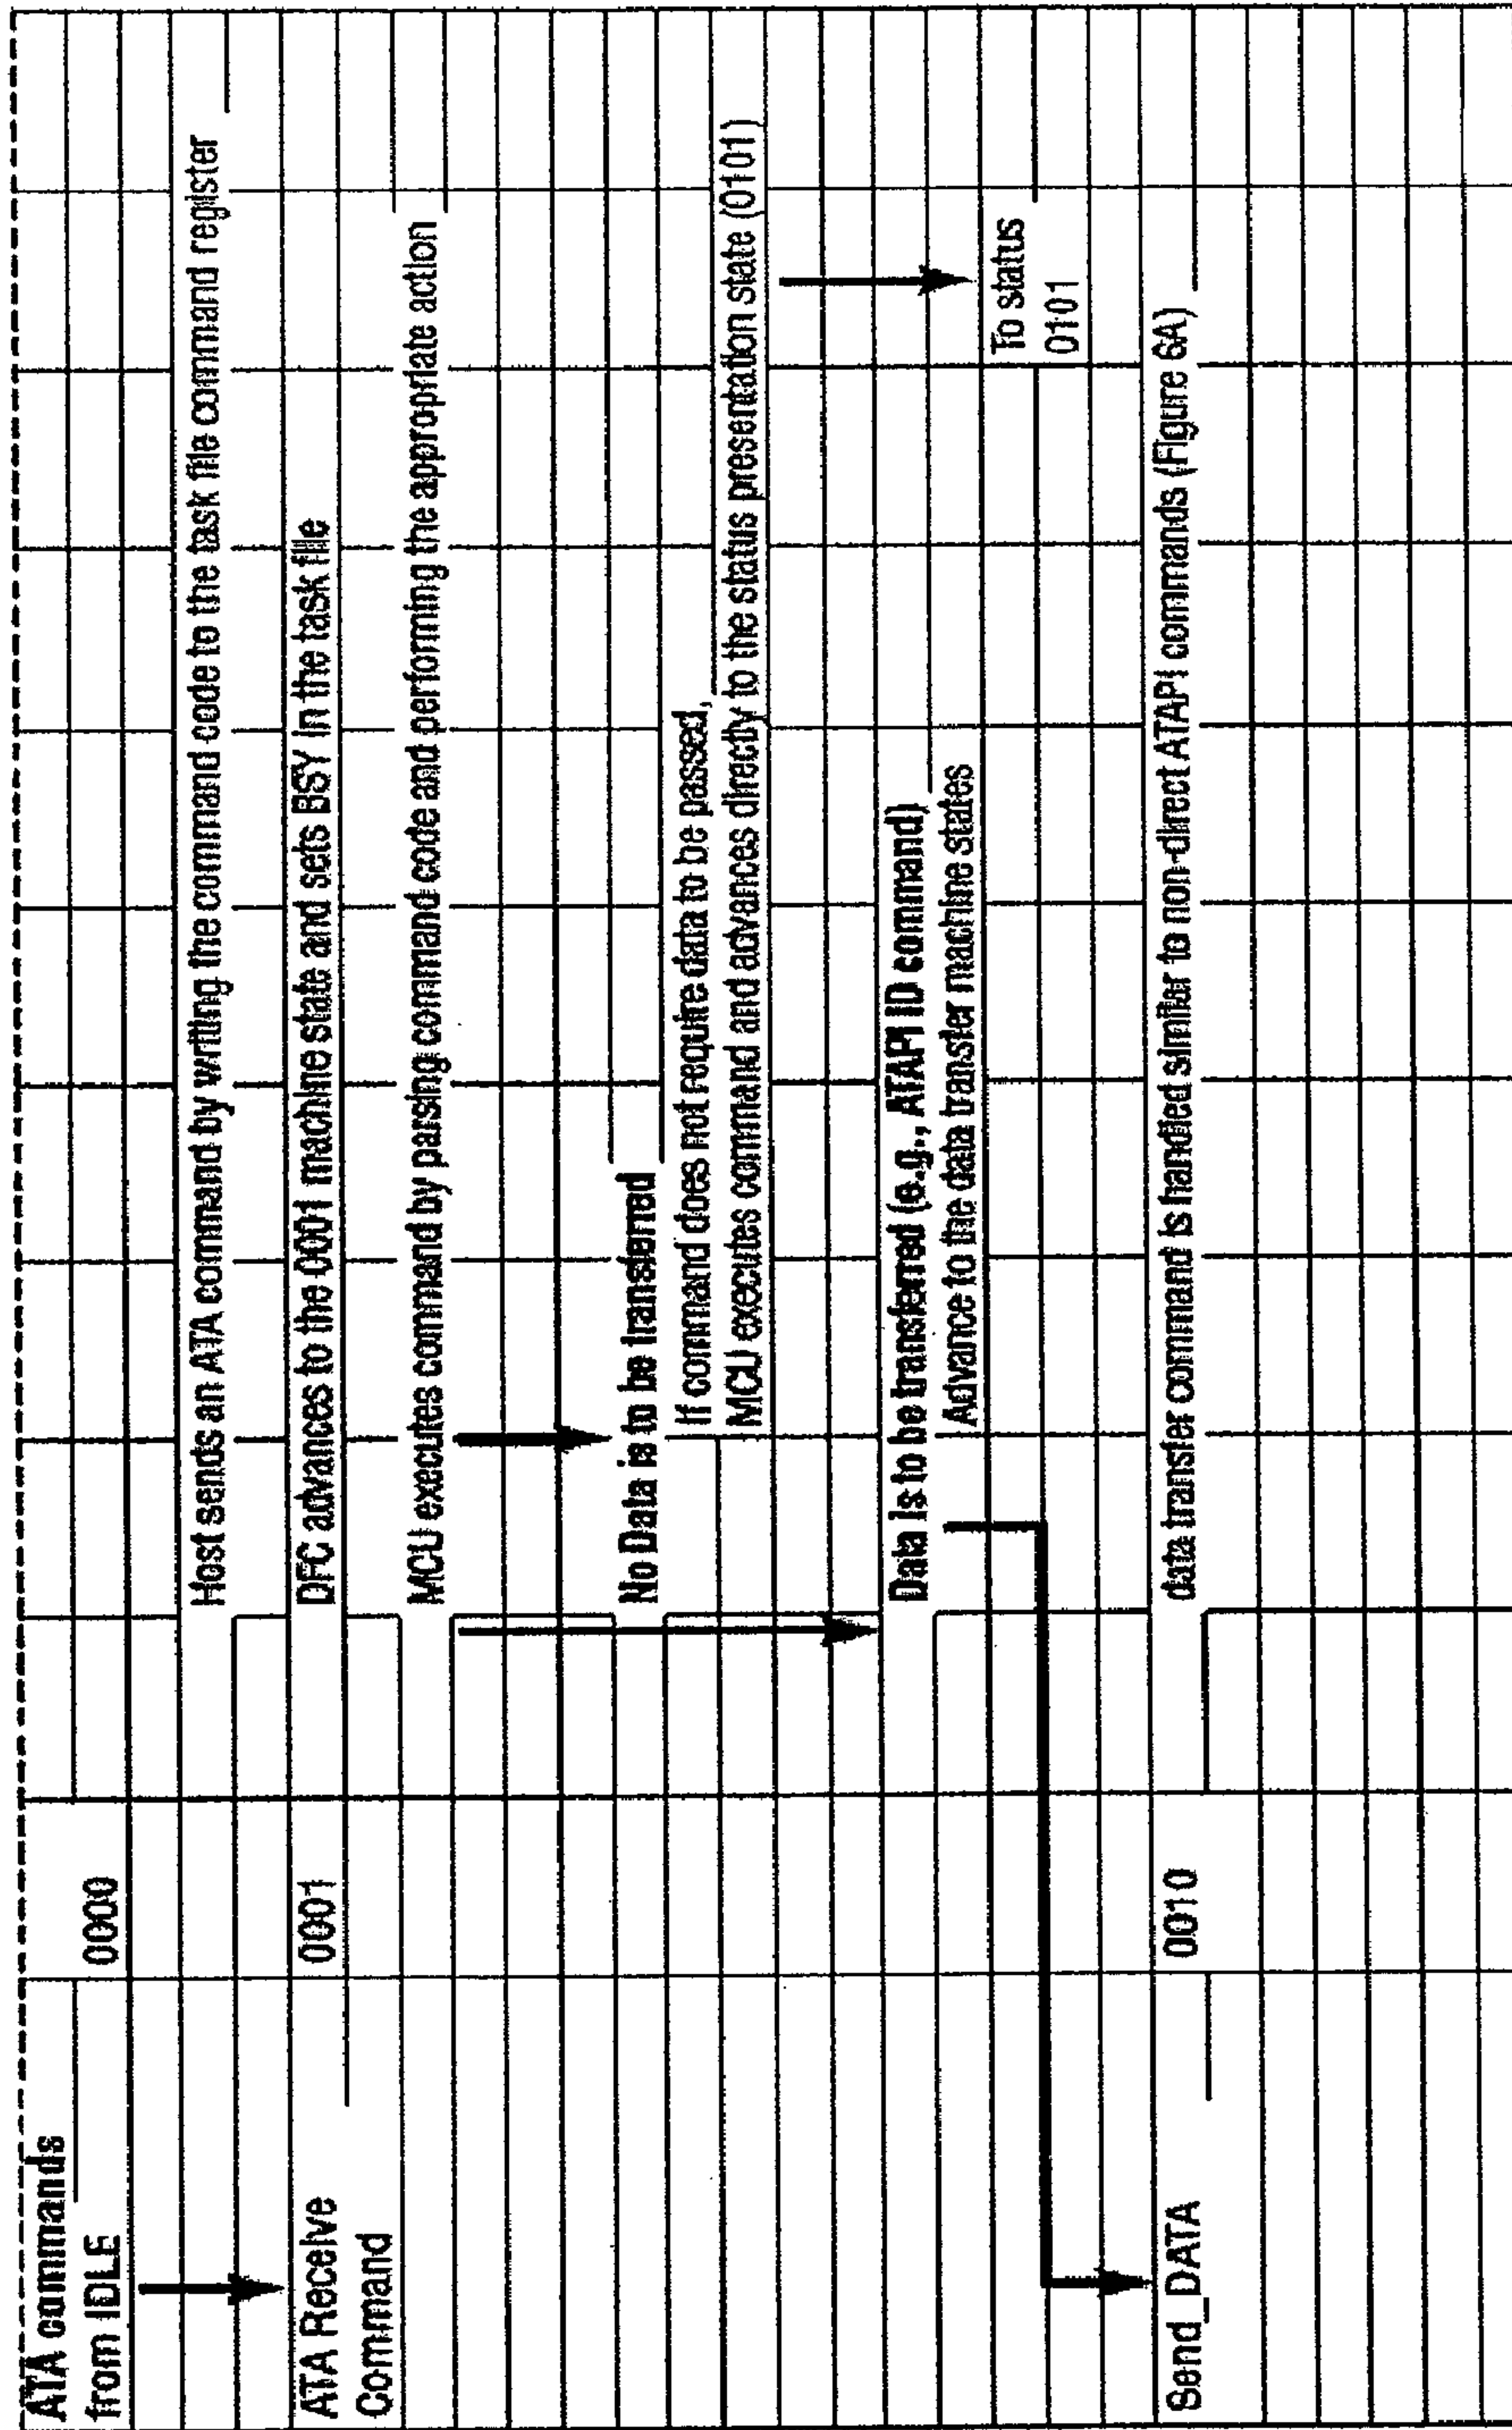 ATA commands
from IDLE 0000
Host sends an ATA command by writing the command code to the task file command register
ATA Receive 0001 DFC advances to the 0001 machine state and sets BSY in the task file
Command
MCU executes command by parsing command code and performing the appropriate action
No Data is to be transferred
If command does not require data to be passed,
MCU executes command and advances directly to the status presentation state (0101)
Data is to be transferred (e.g., ATAPI ID command)
Advance to the data transfer machine states
To status
0101
Send_DATA 0010 data transfer command is handled similar to non-direct ATAPI commands (Figure 6A)